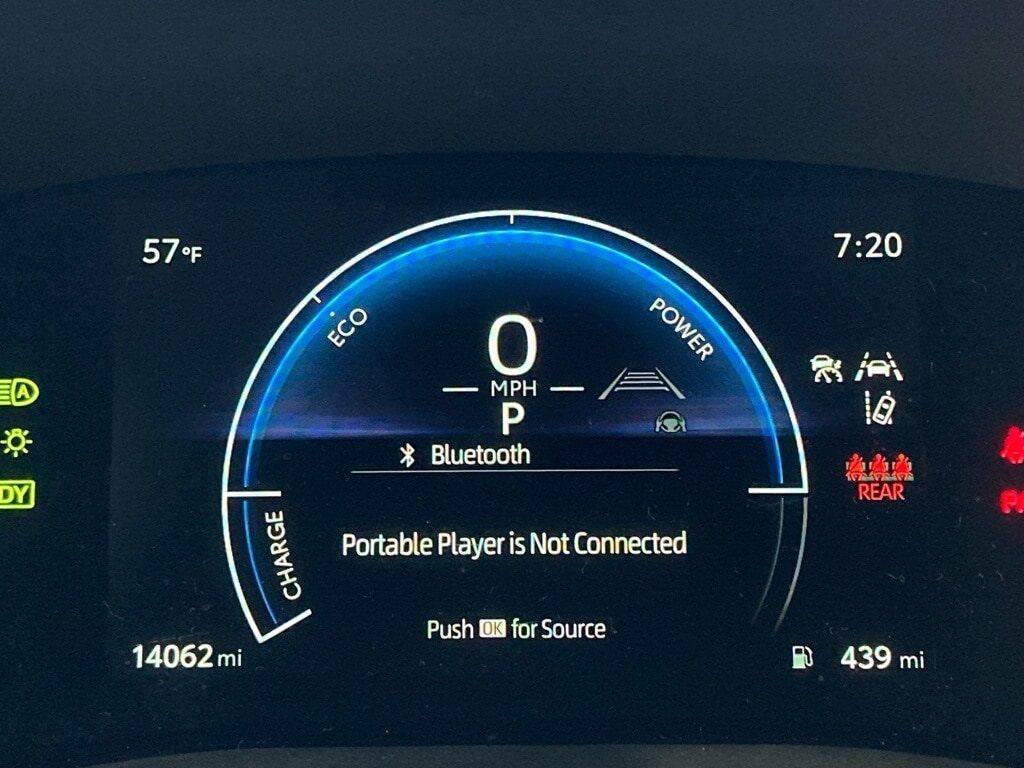 57°F
7:20
ECO
POWER
0
MPH
P
A
Bluetooth
REAR
DY
CHARGE
Portable Player is Not Connected
Push OK for Source
14062 mi
439 mi